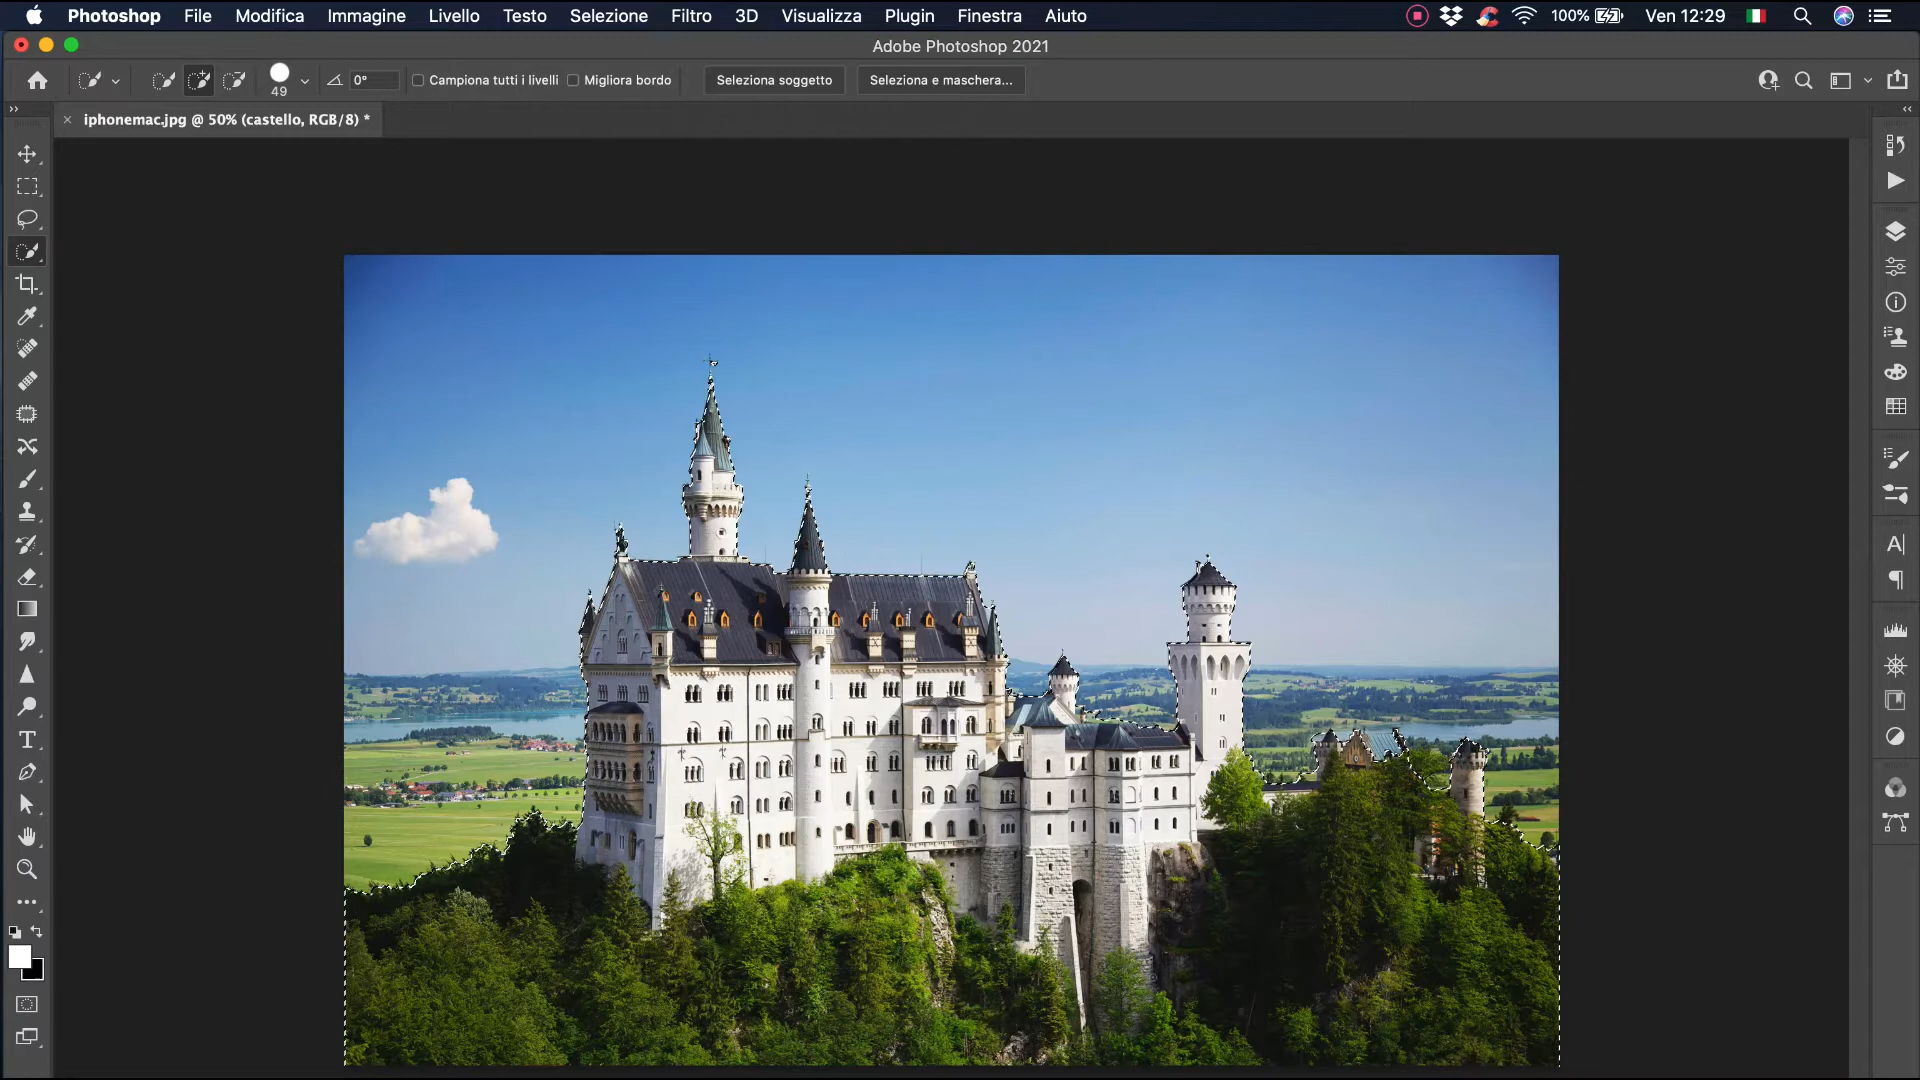 Photoshop File Modifica Immagine Livello Testo Selezione Filtro 3D Visualizza Plugin Finestra Aiuto 100% Ven 12:29
Adobe Photoshop 2021
49 0° Campiona tutti i livelli Migliora bordo Seleziona soggetto Seleziona e maschera...
iphonemac.jpg @ 50% (castello, RGB/8) *